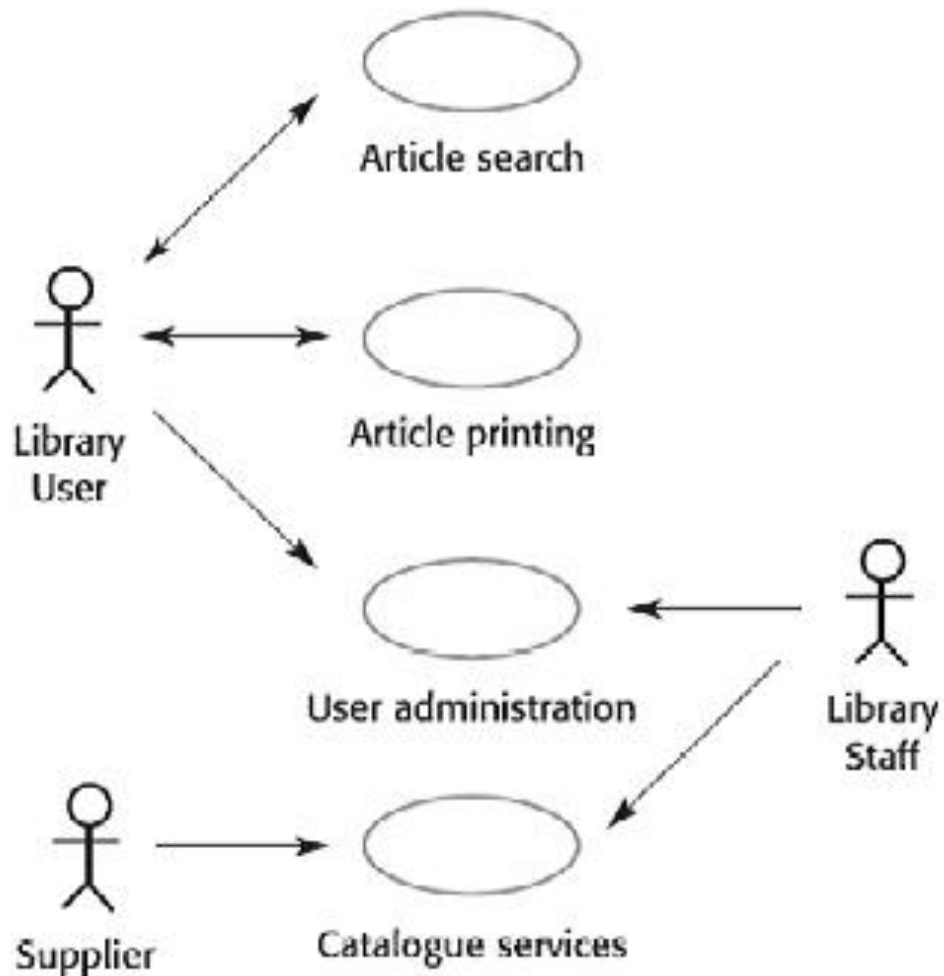 Article search
Library
User
Article printing
User administration
Library
Staff
Supplier
Catalogue services